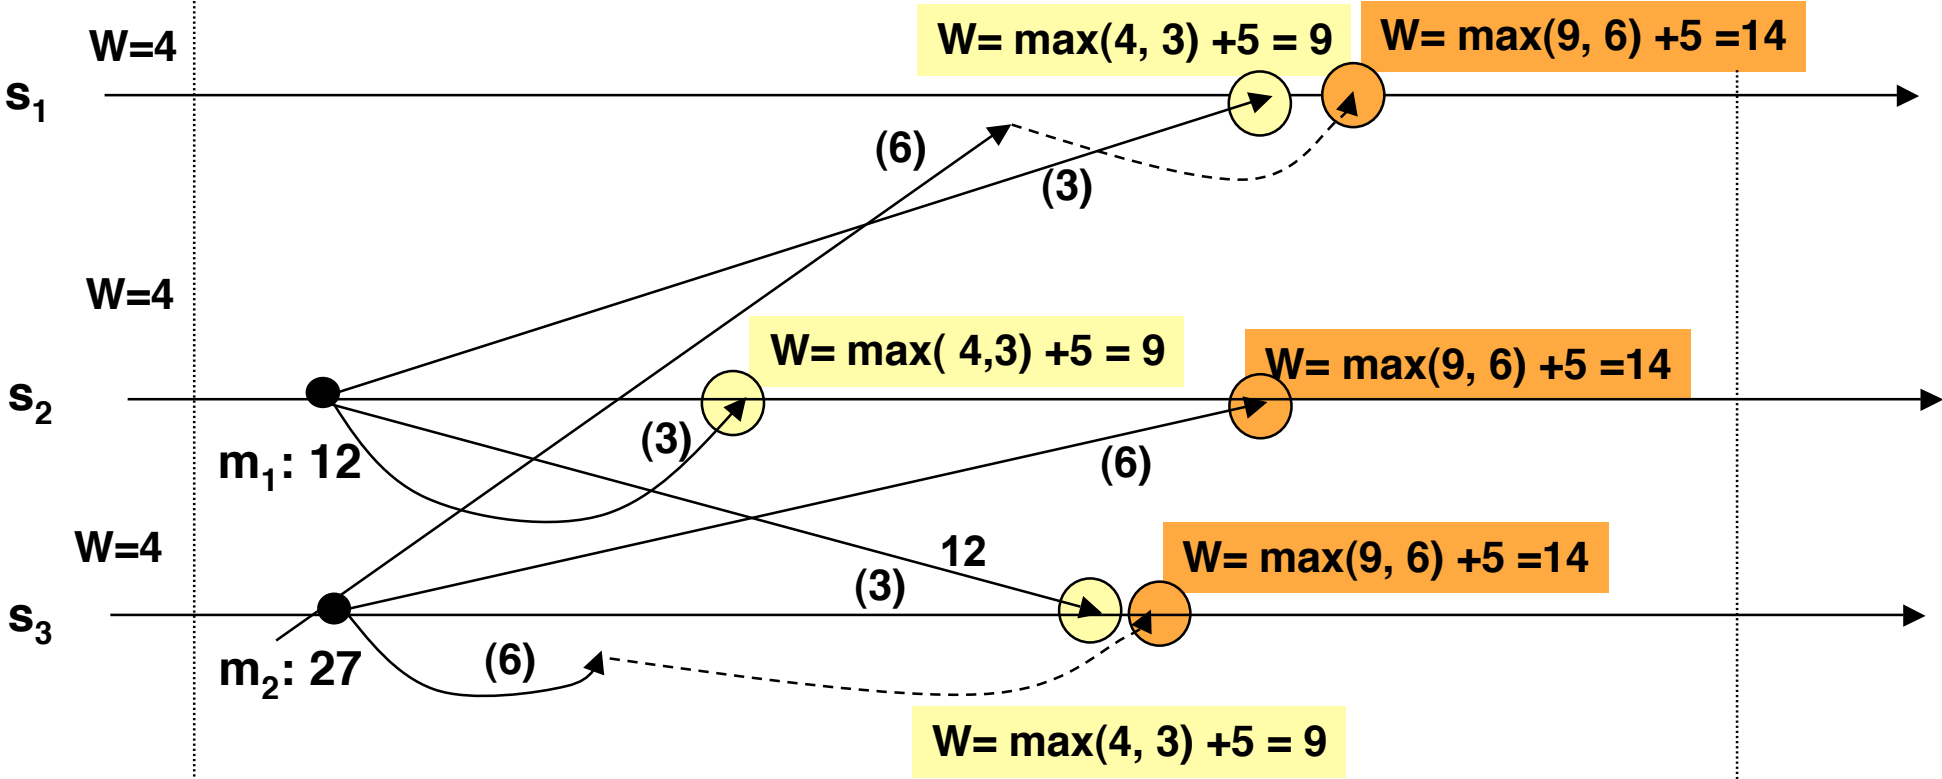 W= max(4, 3) +5 = 9
W= max(9, 6) +5 =14
W=4
s1
(6)
(3)
W=4
W= max( 4,3) +5 = 9
W= max(9, 6) +5 =14
s2
(3)
m1: 12
(6)
W=4
12
W= max(9, 6) +5 =14
(3)
s3
(6)
m2: 27
W= max(4, 3) +5 = 9